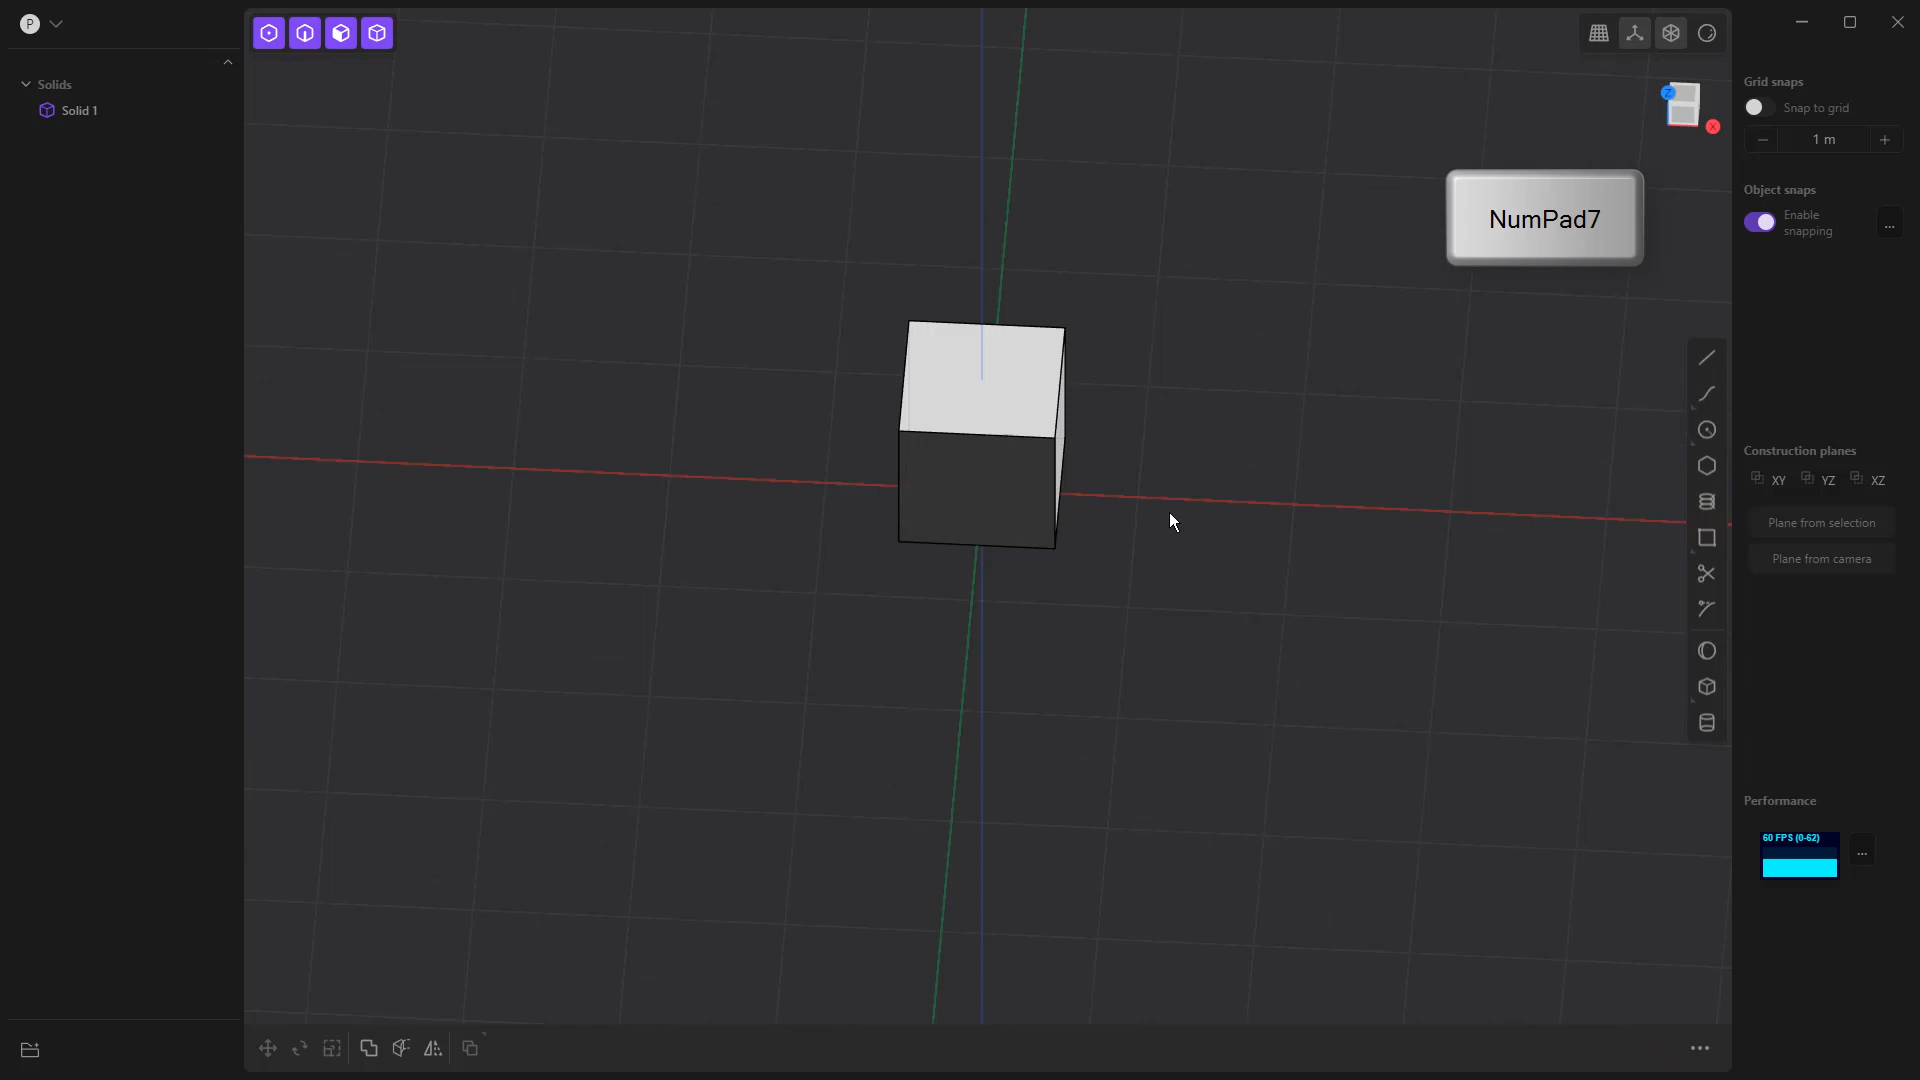 P
Solids
Solid 1
Z
X
NumPad7
Grid snaps
Snap to grid
1 m
Object snaps
Enable
snapping
...
Construction planes
XY YZ XZ
Plane from selection
Plane from camera
Performance
60 FPS (0-62)
...